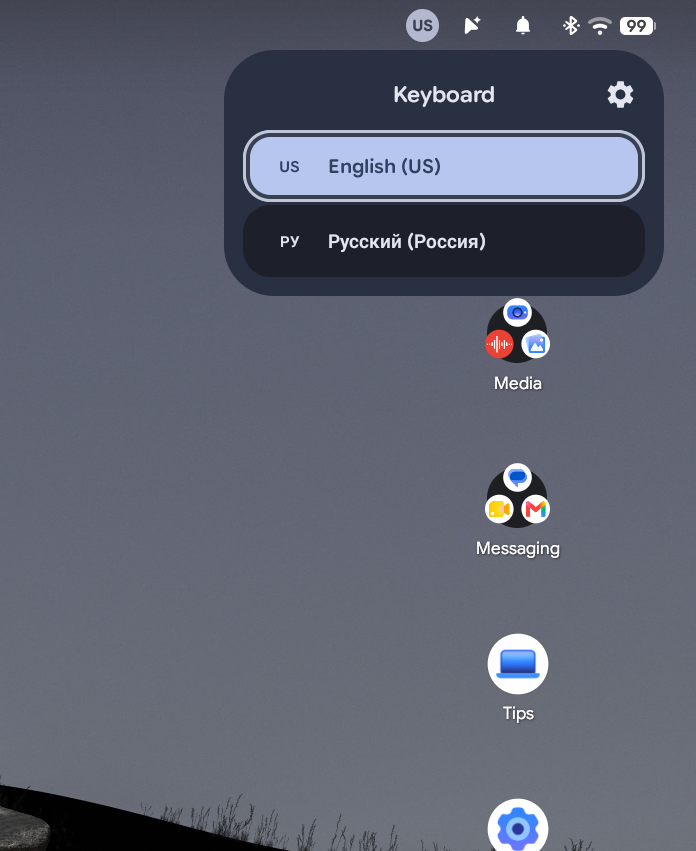 US
99
Keyboard
US English (US)
РУ Русский (Россия)
Media
Messaging
Tips